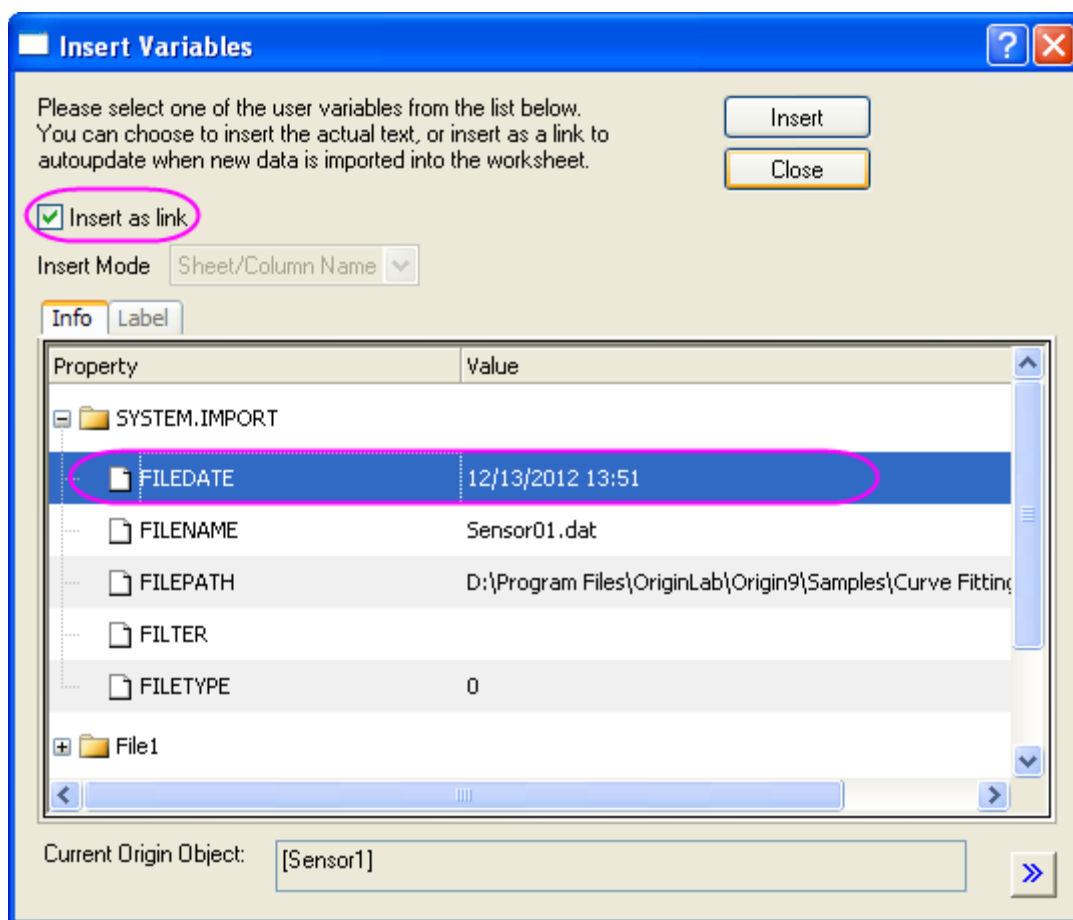 Insert Variables
Please select one of the user variables from the list below.
You can choose to insert the actual text, or insert as a link to
autoupdate when new data is imported into the worksheet.
Insert
Close
Insert as link
Insert Mode Sheet/Column Name
Info Label
Property Value
SYSTEM.IMPORT
FILEDATE 12/13/2012 13:51
FILENAME Sensor01.dat
FILEPATH D:\Program Files\OriginLab\Origin9\Samples\Curve Fitting
FILTER
FILETYPE 0
File1
Current Origin Object: [Sensor1]